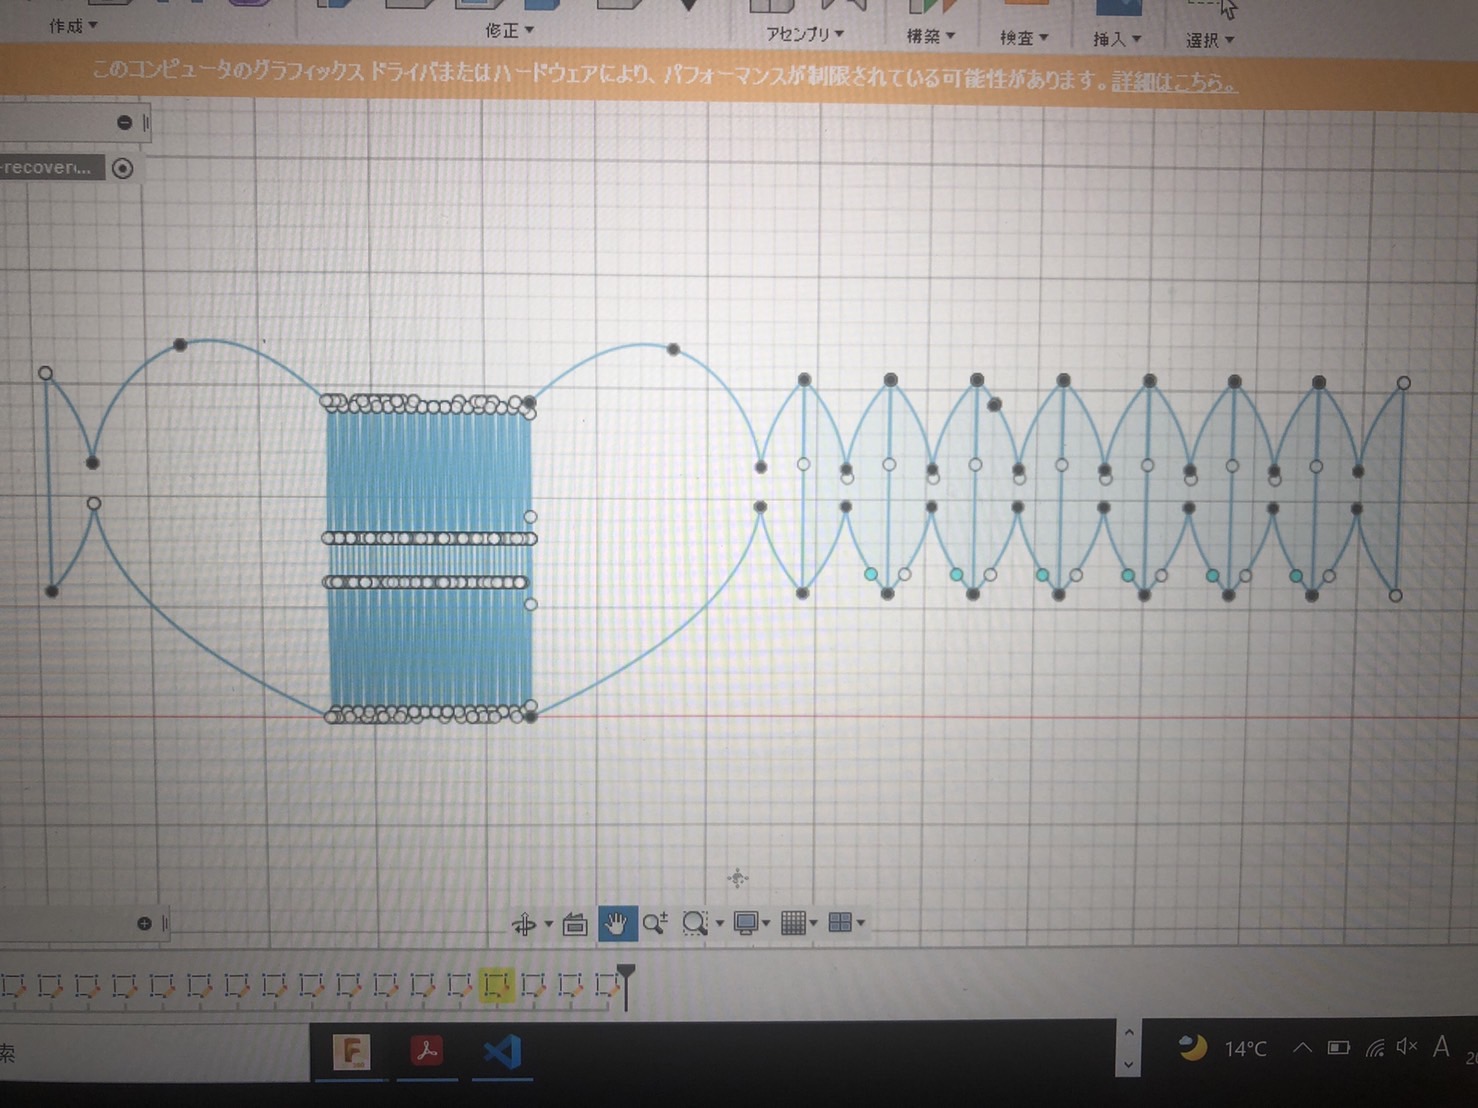 作成▼ 修正▼ アセンブリ▼ 構築▼ 検査▼ 挿入▼ 選択▼
このコンピュータのグラフィックス ドライバまたはハードウェアにより、パフォーマンスが制限されている可能性があります。詳細はこちら。
-recover...
索 14°C A